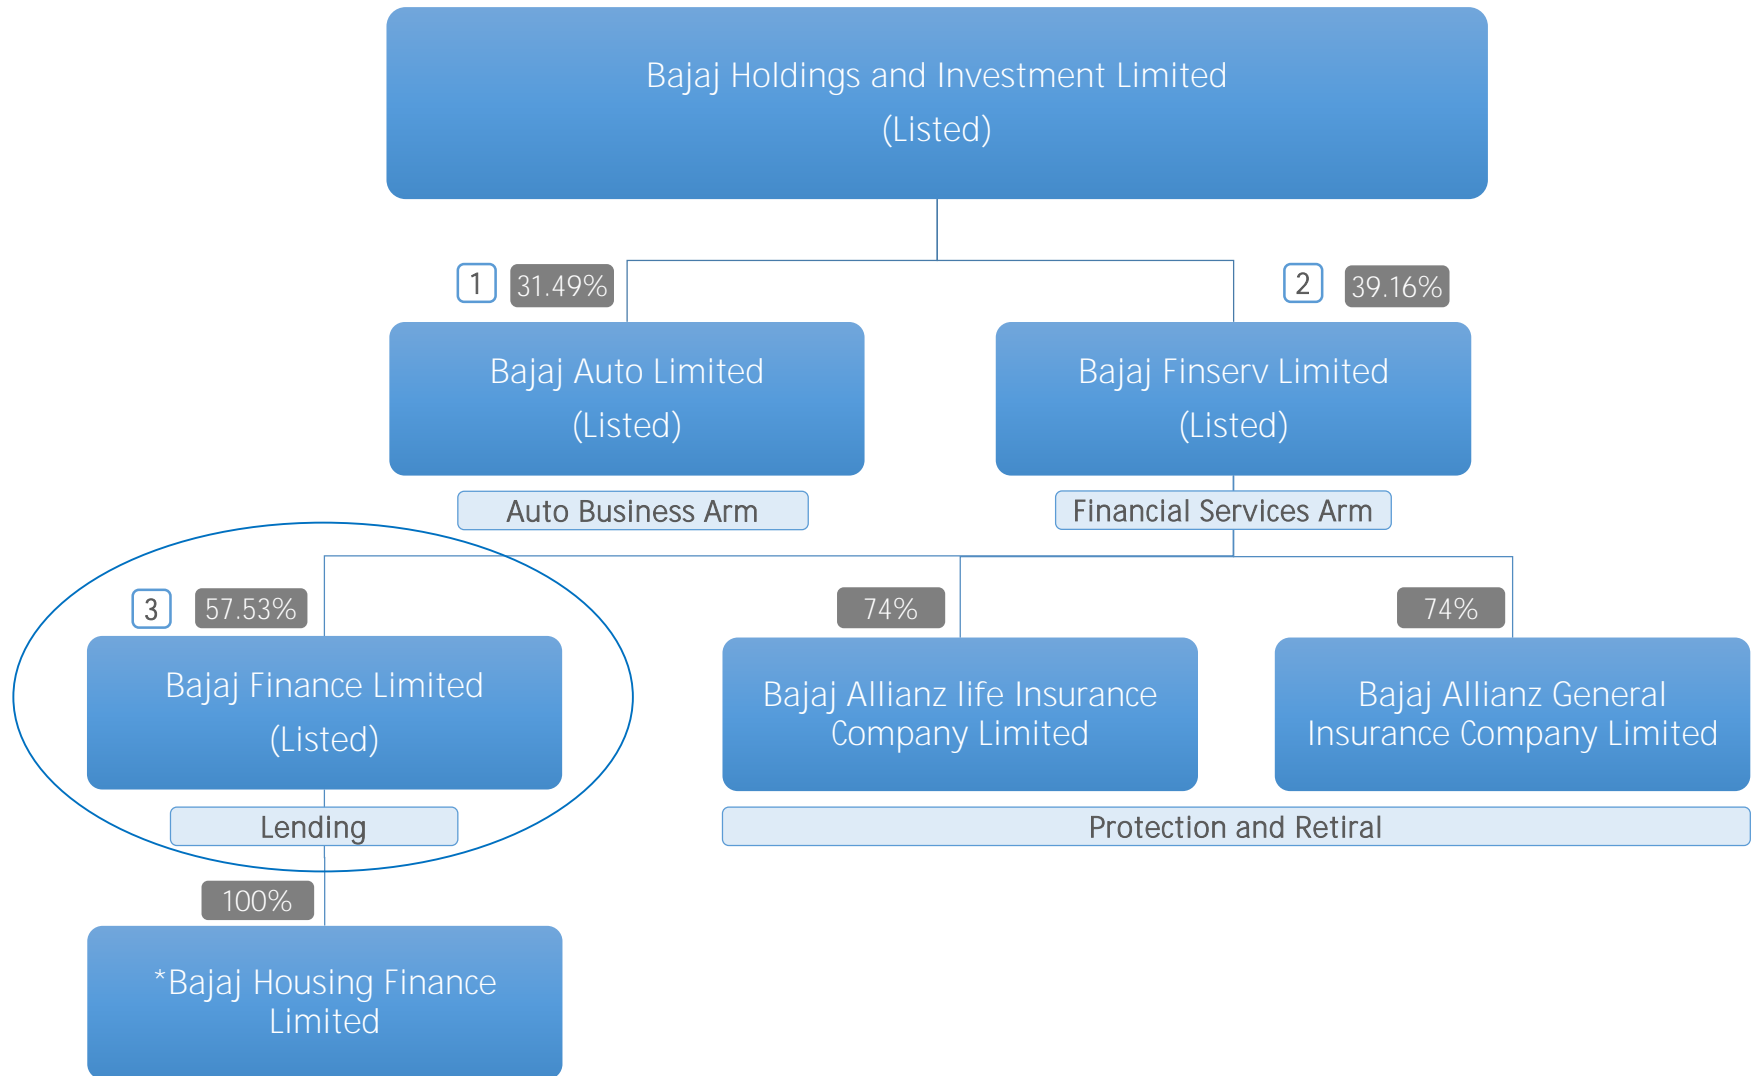 Bajaj Holdings and Investment Limited
(Listed)
1
31.49%
2
39.16%
Bajaj Auto Limited
(Listed)
Bajaj Finserv Limited
(Listed)
Auto Business Arm
Financial Services Arm
3
57.53%
74%
74%
Bajaj Finance Limited
(Listed)
Bajaj Allianz life Insurance
Company Limited
Bajaj Allianz General
Insurance Company Limited
Lending
Protection and Retiral
100%
*Bajaj Housing Finance
Limited